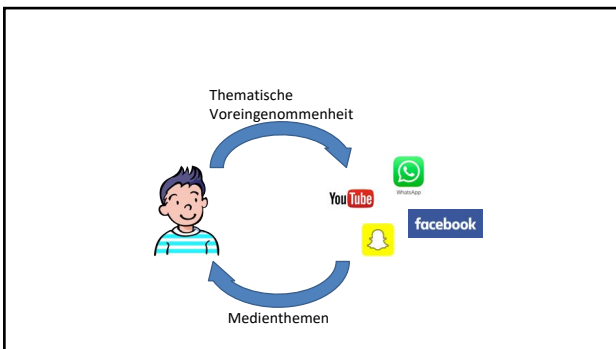 Thematische
Voreingenommenheit
WhatsApp
YouTube
facebook
Medienthemen